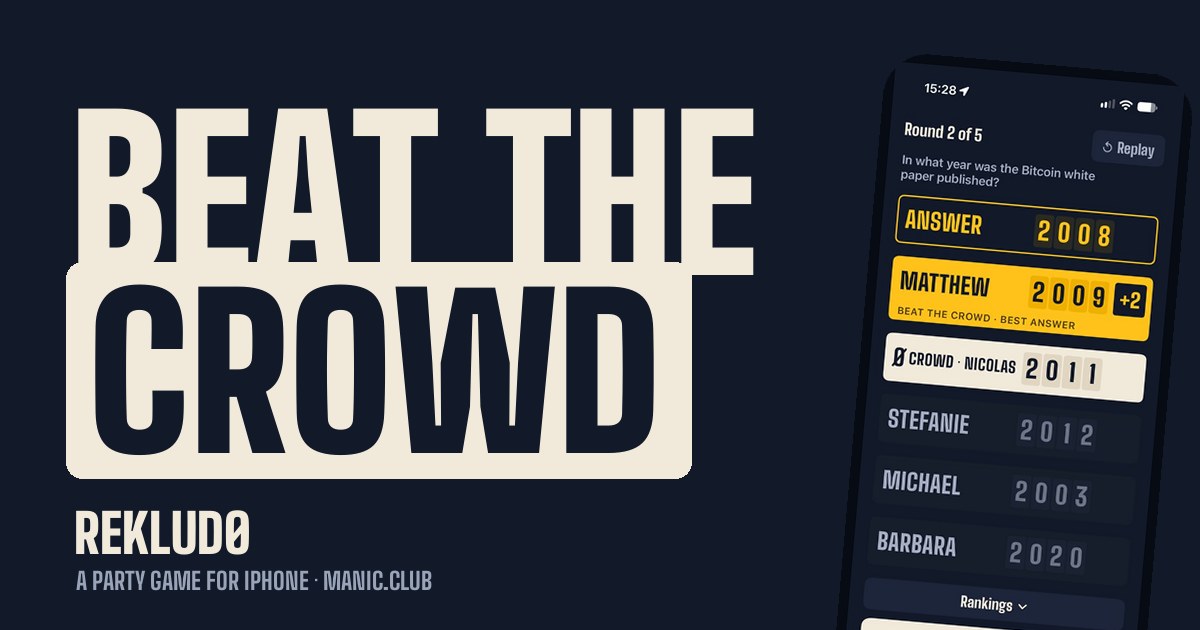 BEAT THE
CROWD
REKLUDØ
A PARTY GAME FOR IPHONE · MANIC.CLUB
15:28
Round 2 of 5
Replay
In what year was the Bitcoin white
paper published?
ANSWER 2008
MATTHEW 2009 +2
BEAT THE CROWD · BEST ANSWER
Ø CROWD · NICOLAS 2011
STEFANIE 2012
MICHAEL 2003
BARBARA 2020
Rankings